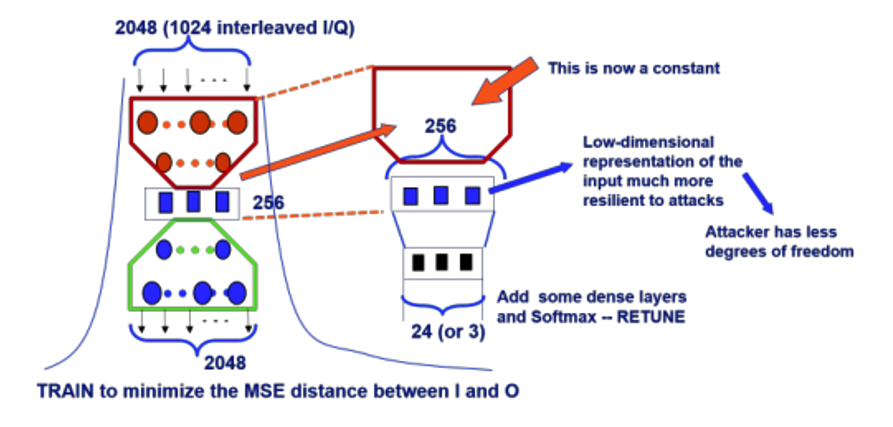 2048 (1024 interleaved I/Q)
This is now a constant
256
Low-dimensional
representation of the
input much more
resilient to attacks
256
Attacker has less
degrees of freedom
Add some dense layers
and Softmax -- RETUNE
24 (or 3)
2048
TRAIN to minimize the MSE distance between I and O